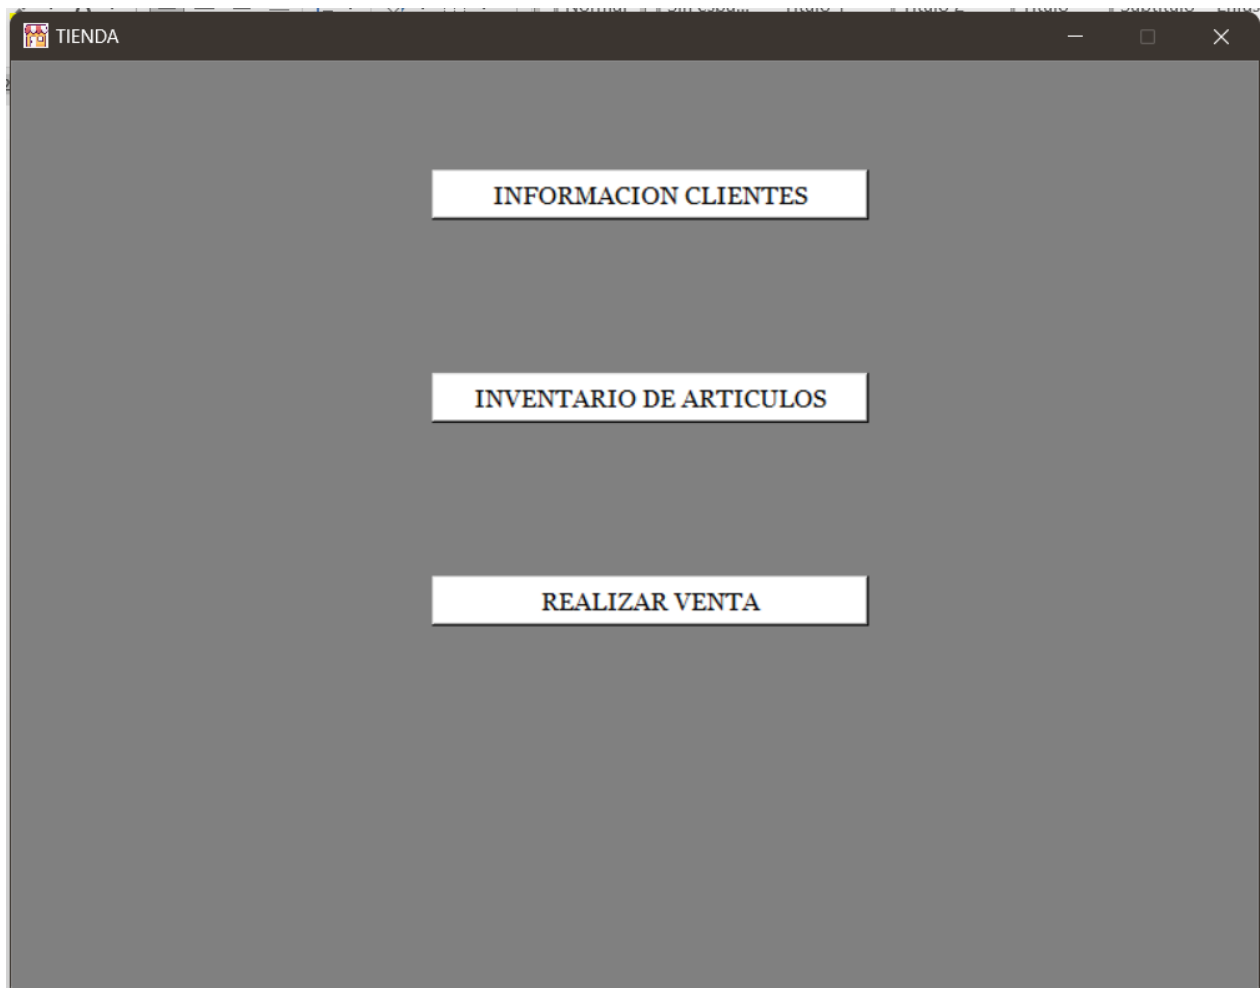 TIENDA
INFORMACION CLIENTES
INVENTARIO DE ARTICULOS
REALIZAR VENTA